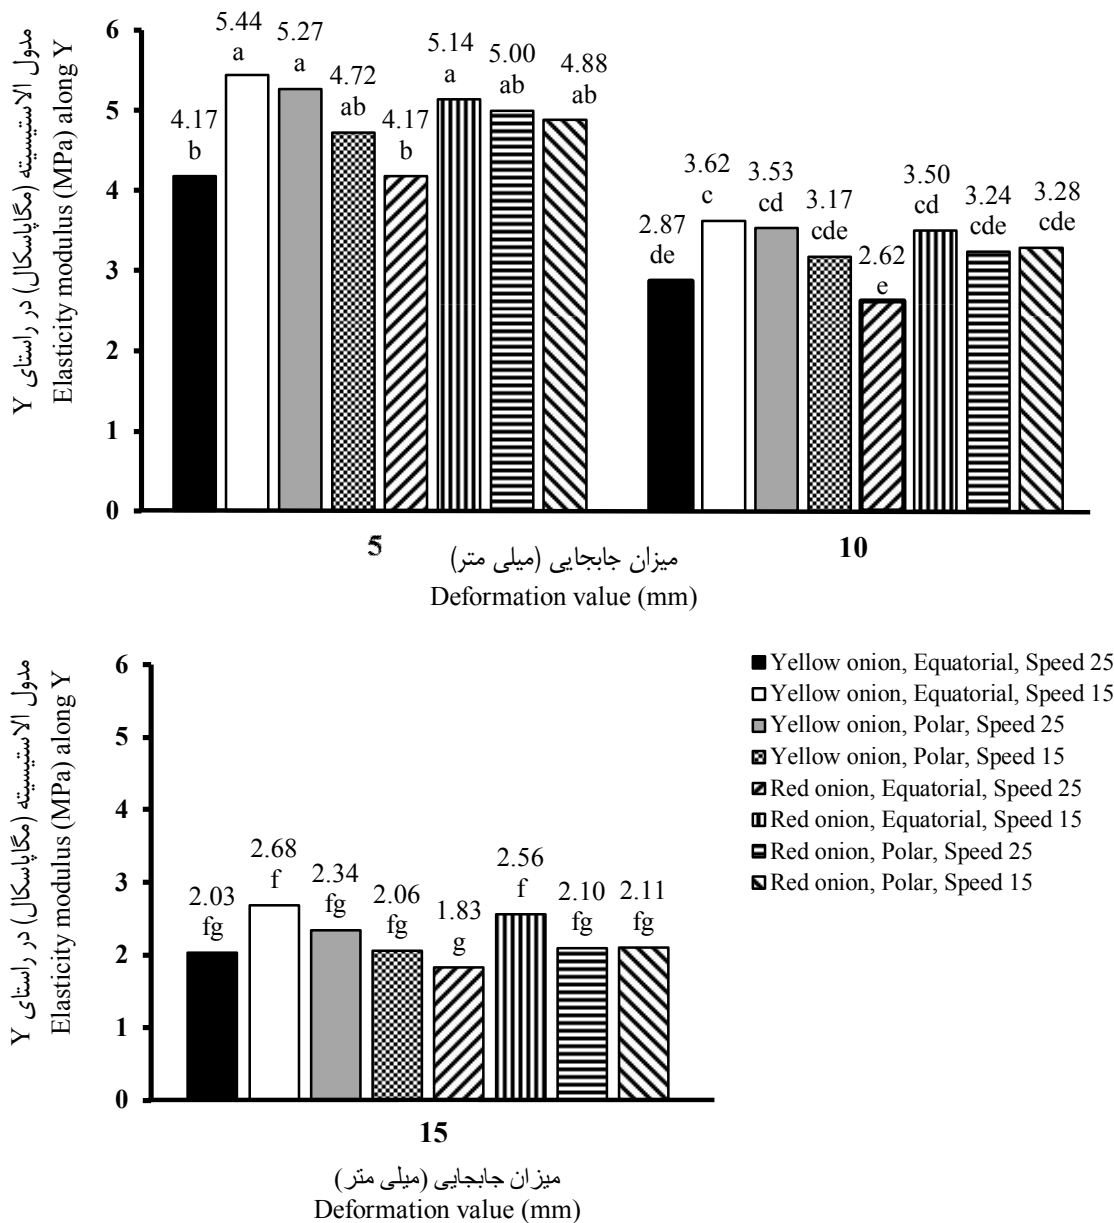 مدول الاستیسیته (مگاپاسکال) در راستای Y
Elasticity modulus (MPa) along Y
6
5
4
3
2
1
0
4.17
b
5.44
a
5.27
a
4.72
ab
4.17
b
5.14
a
5.00
ab
4.88
ab
2.87
de
3.62
c
3.53
cd
3.17
cde
2.62
e
3.50
cd
3.24
cde
3.28
cde
5
10
میزان جابجایی (میلی متر)
Deformation value (mm)
مدول الاستیسیته (مگاپاسکال) در راستای Y
Elasticity modulus (MPa) along Y
6
5
4
3
2
1
0
2.03
fg
2.68
f
2.34
fg
2.06
fg
1.83
g
2.56
f
2.10
fg
2.11
fg
15
میزان جابجایی (میلی متر)
Deformation value (mm)
Yellow onion, Equatorial, Speed 25
Yellow onion, Equatorial, Speed 15
Yellow onion, Polar, Speed 25
Yellow onion, Polar, Speed 15
Red onion, Equatorial, Speed 25
Red onion, Equatorial, Speed 15
Red onion, Polar, Speed 25
Red onion, Polar, Speed 15